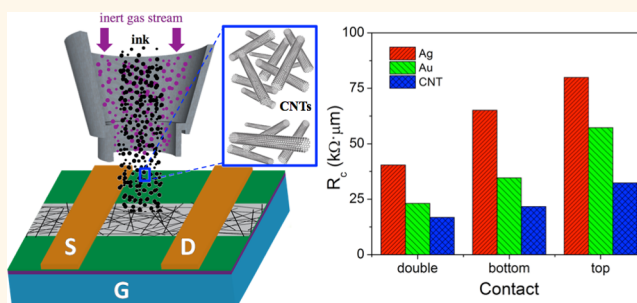 inert gas stream
ink
CNTs
S
D
G
100
75
50
25
0
R_c (kΩ·μm)
Ag
Au
CNT
double bottom top
Contact